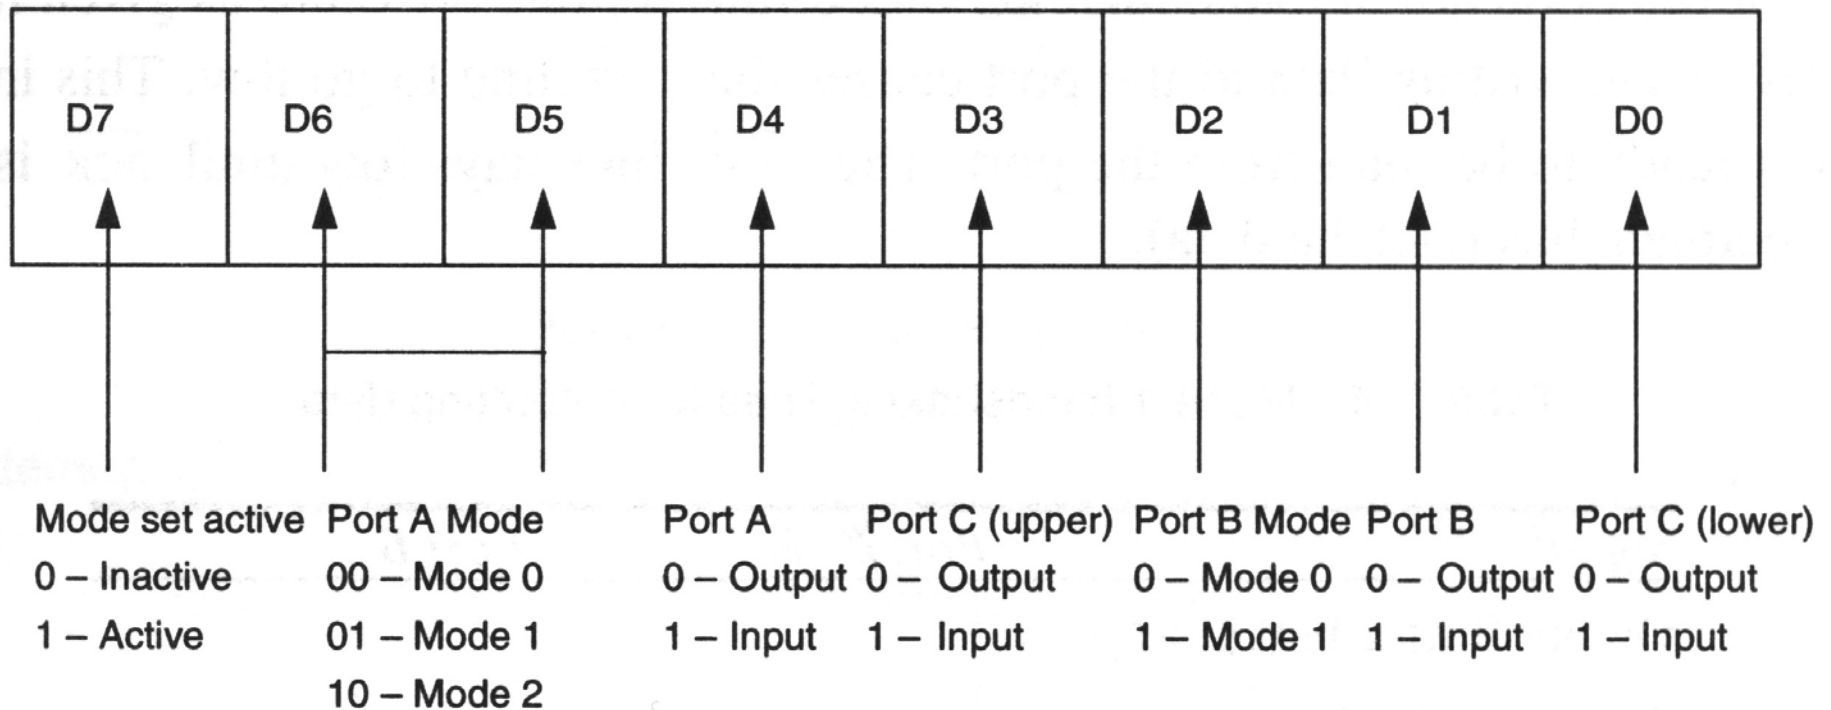 D7 D6 D5 D4 D3 D2 D1 D0
Mode set active Port A Mode Port A Port C (upper) Port B Mode Port B Port C (lower)
0 – Inactive 00 – Mode 0 0 – Output 0 – Output 0 – Mode 0 0 – Output 0 – Output
1 – Active 01 – Mode 1 1 – Input 1 – Input 1 – Mode 1 1 – Input 1 – Input
10 – Mode 2